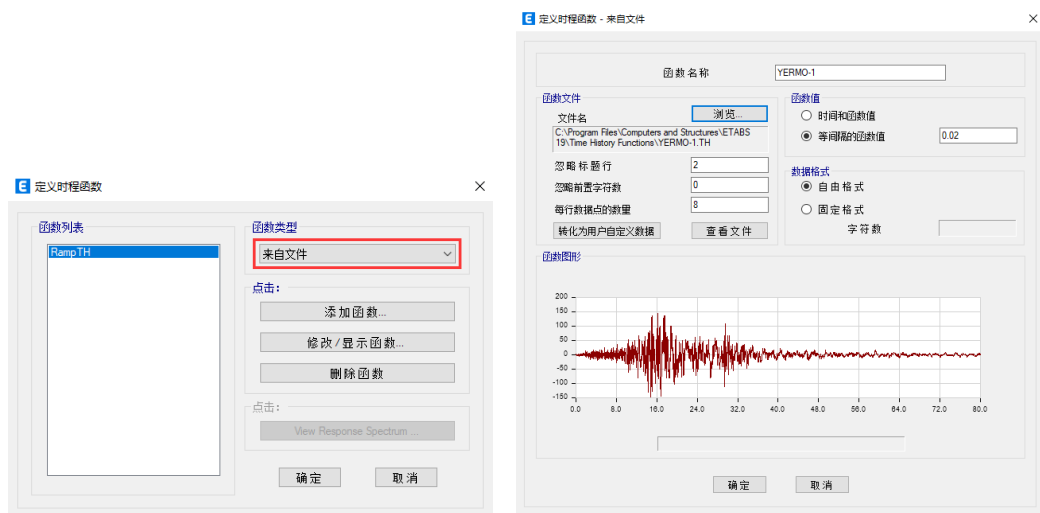 E 定义时程函数
函数列表
RampTH
函数类型
来自文件
点击：
添加函数...
修改/显示函数...
删除函数
点击：
View Response Spectrum ...
确定
取消
E 定义时程函数 - 来自文件
函数名称
YERMO-1
函数文件
文件名
浏览...
C:\Program Files\Computers and Structures\ETABS
19\Time History Functions\YERMO-1.TH
忽略标题行
2
忽略前置字符数
0
每行数据点的数量
8
转化为用户自定义数据
查看文件
函数值
时间和函数值
等间隔的函数值
0.02
数据格式
自由格式
固定格式
字符数
函数图形
200
150
100
50
0
-50
-100
-150
0.0 8.0 16.0 24.0 32.0 40.0 48.0 56.0 64.0 72.0 80.0
确定
取消